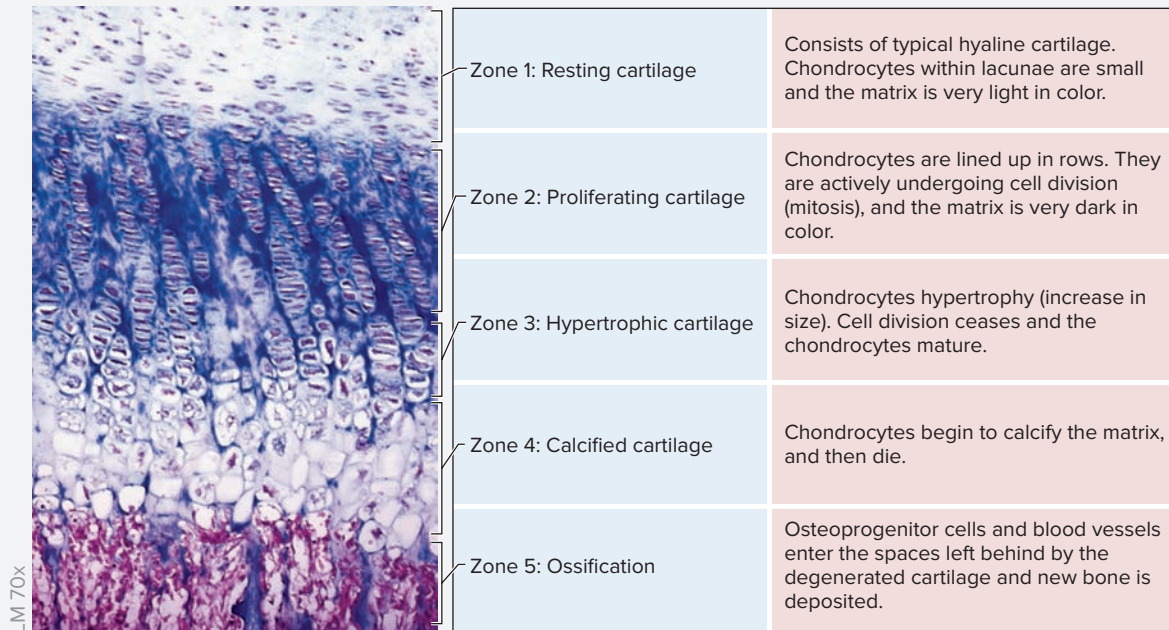 Zone 1: Resting cartilage
Consists of typical hyaline cartilage.
Chondrocytes within lacunae are small
and the matrix is very light in color.
Zone 2: Proliferating cartilage
Chondrocytes are lined up in rows. They
are actively undergoing cell division
(mitosis), and the matrix is very dark in
color.
Zone 3: Hypertrophic cartilage
Chondrocytes hypertrophy (increase in
size). Cell division ceases and the
chondrocytes mature.
Zone 4: Calcified cartilage
Chondrocytes begin to calcify the matrix,
and then die.
Zone 5: Ossification
Osteoprogenitor cells and blood vessels
enter the spaces left behind by the
degenerated cartilage and new bone is
deposited.
LM 70x